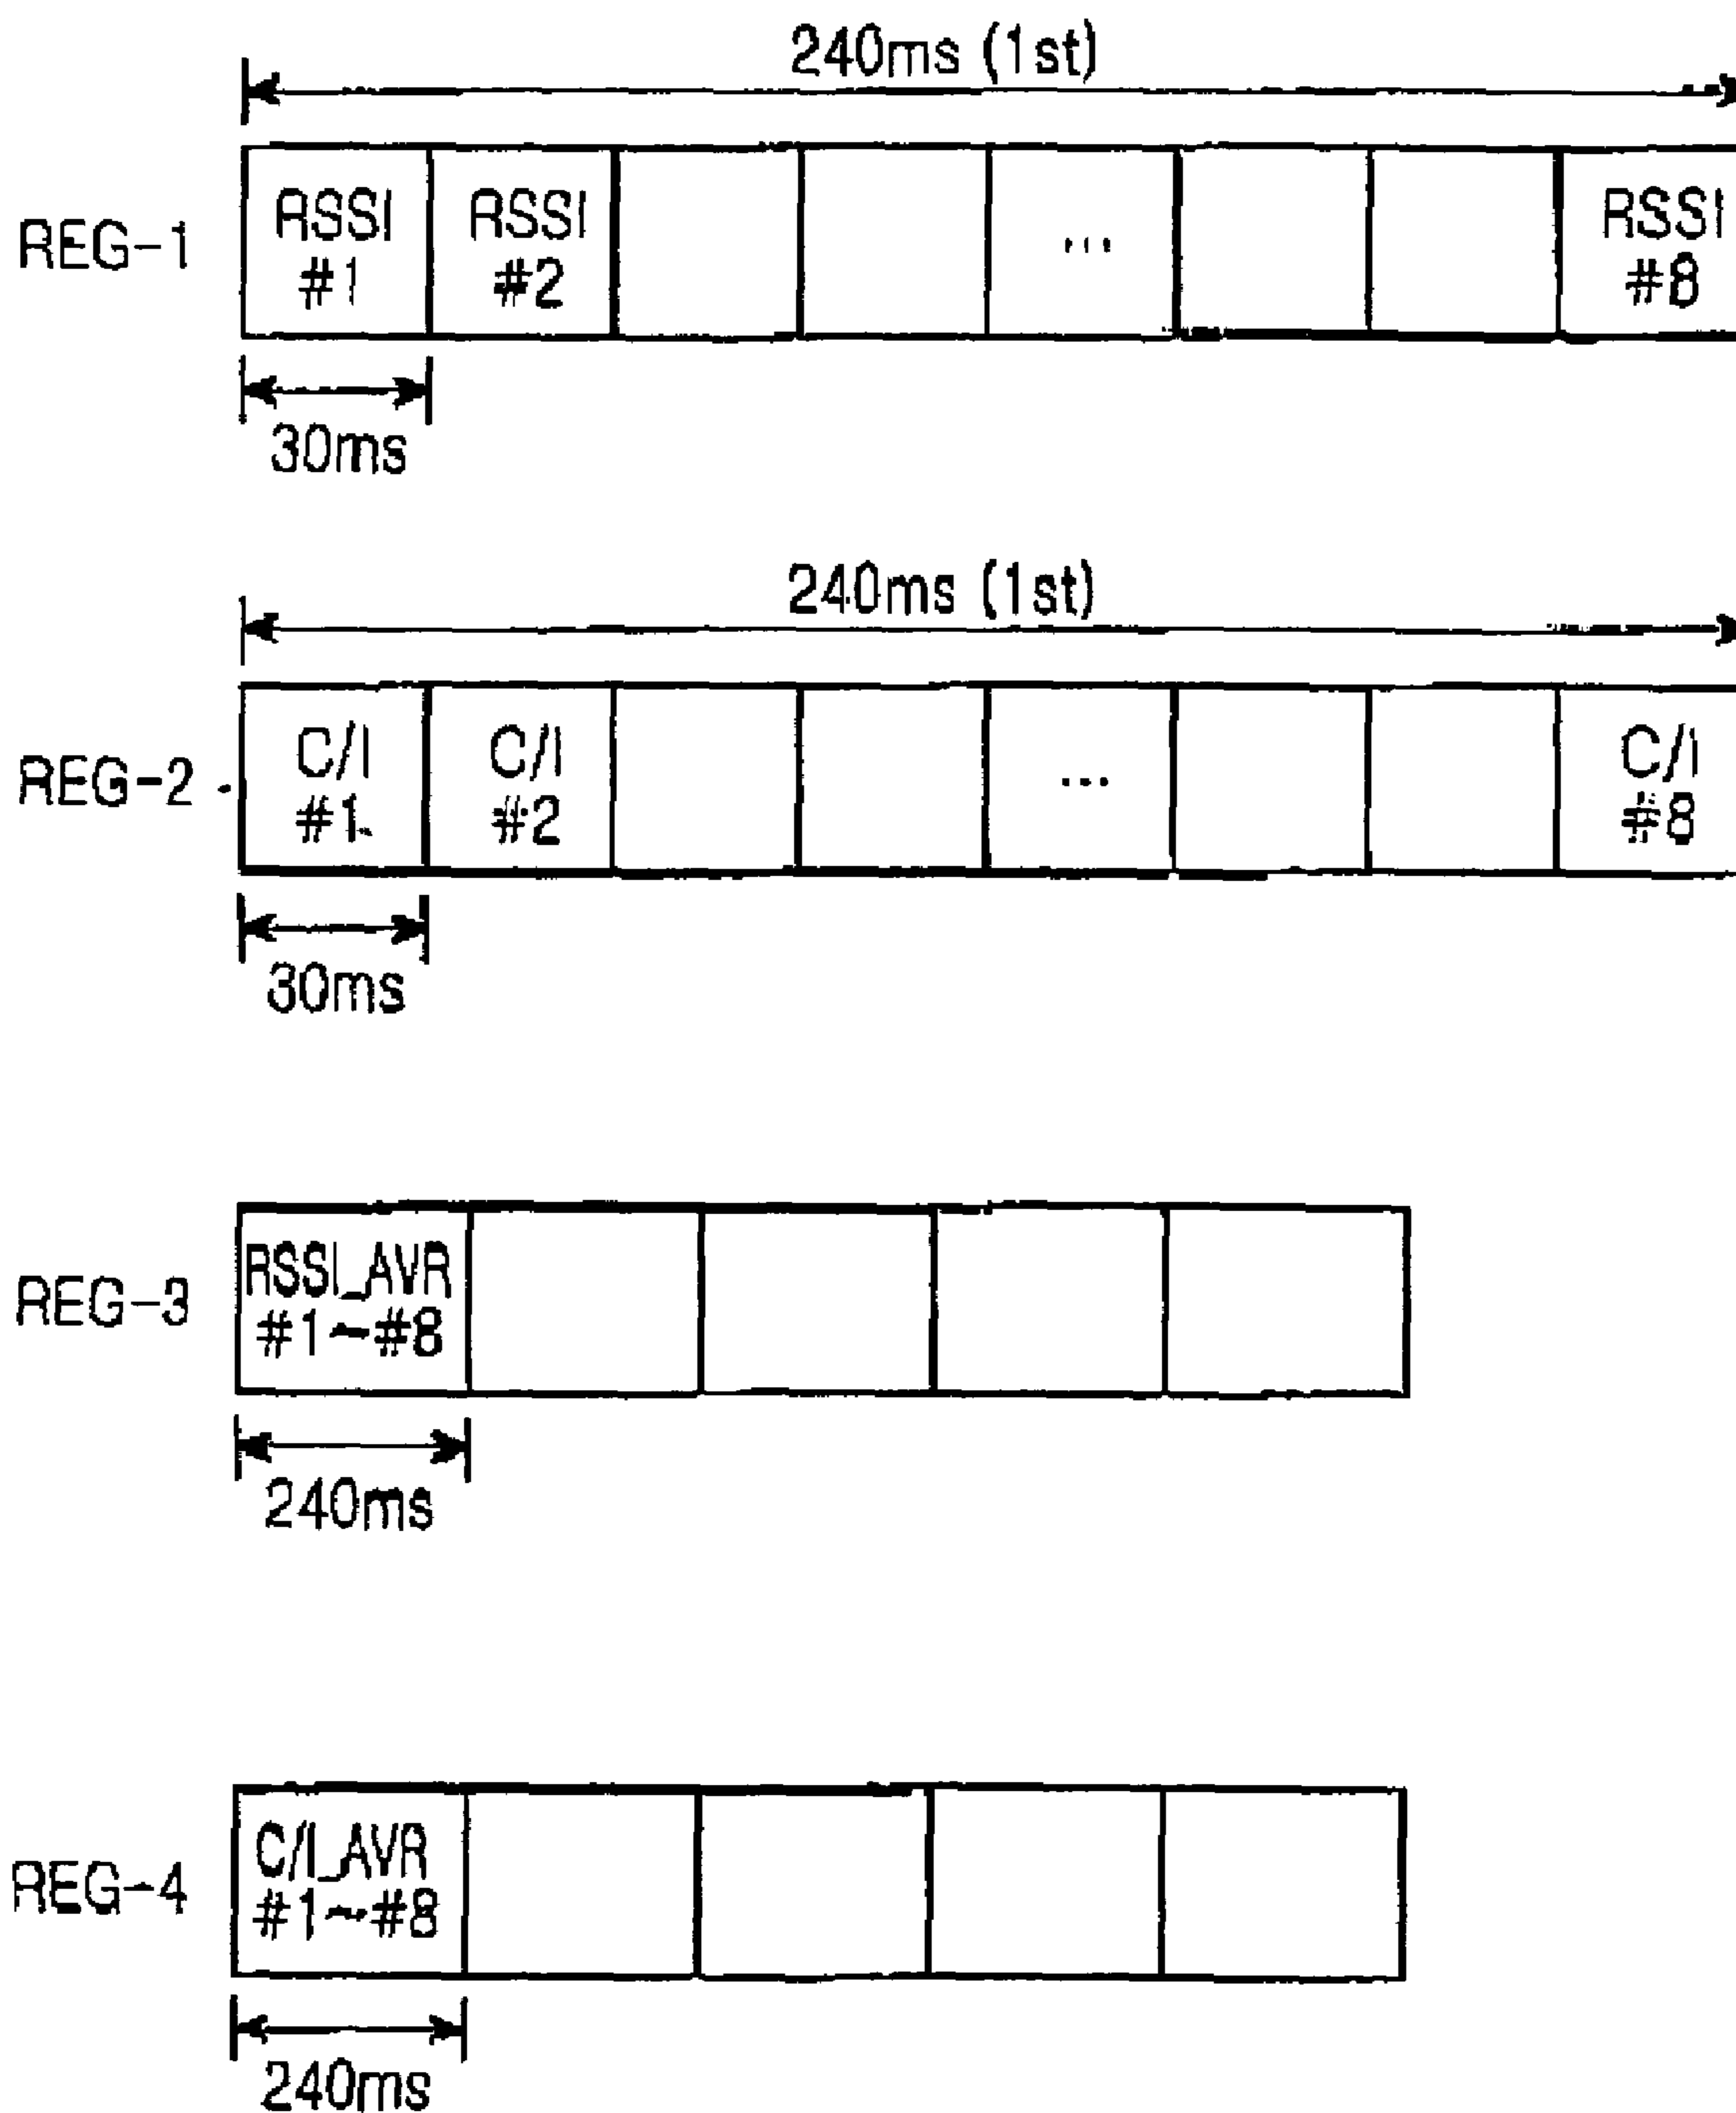 240ms (1st)
REG-1
RSSI
#1
RSSI
#2
...
RSSI
#8
30ms
240ms (1st)
REG-2
C/I
#1
C/I
#2
...
C/I
#8
30ms
REG-3
RSSI_AVR
#1~#8
240ms
REG-4
C/I_AVR
#1~#8
240ms